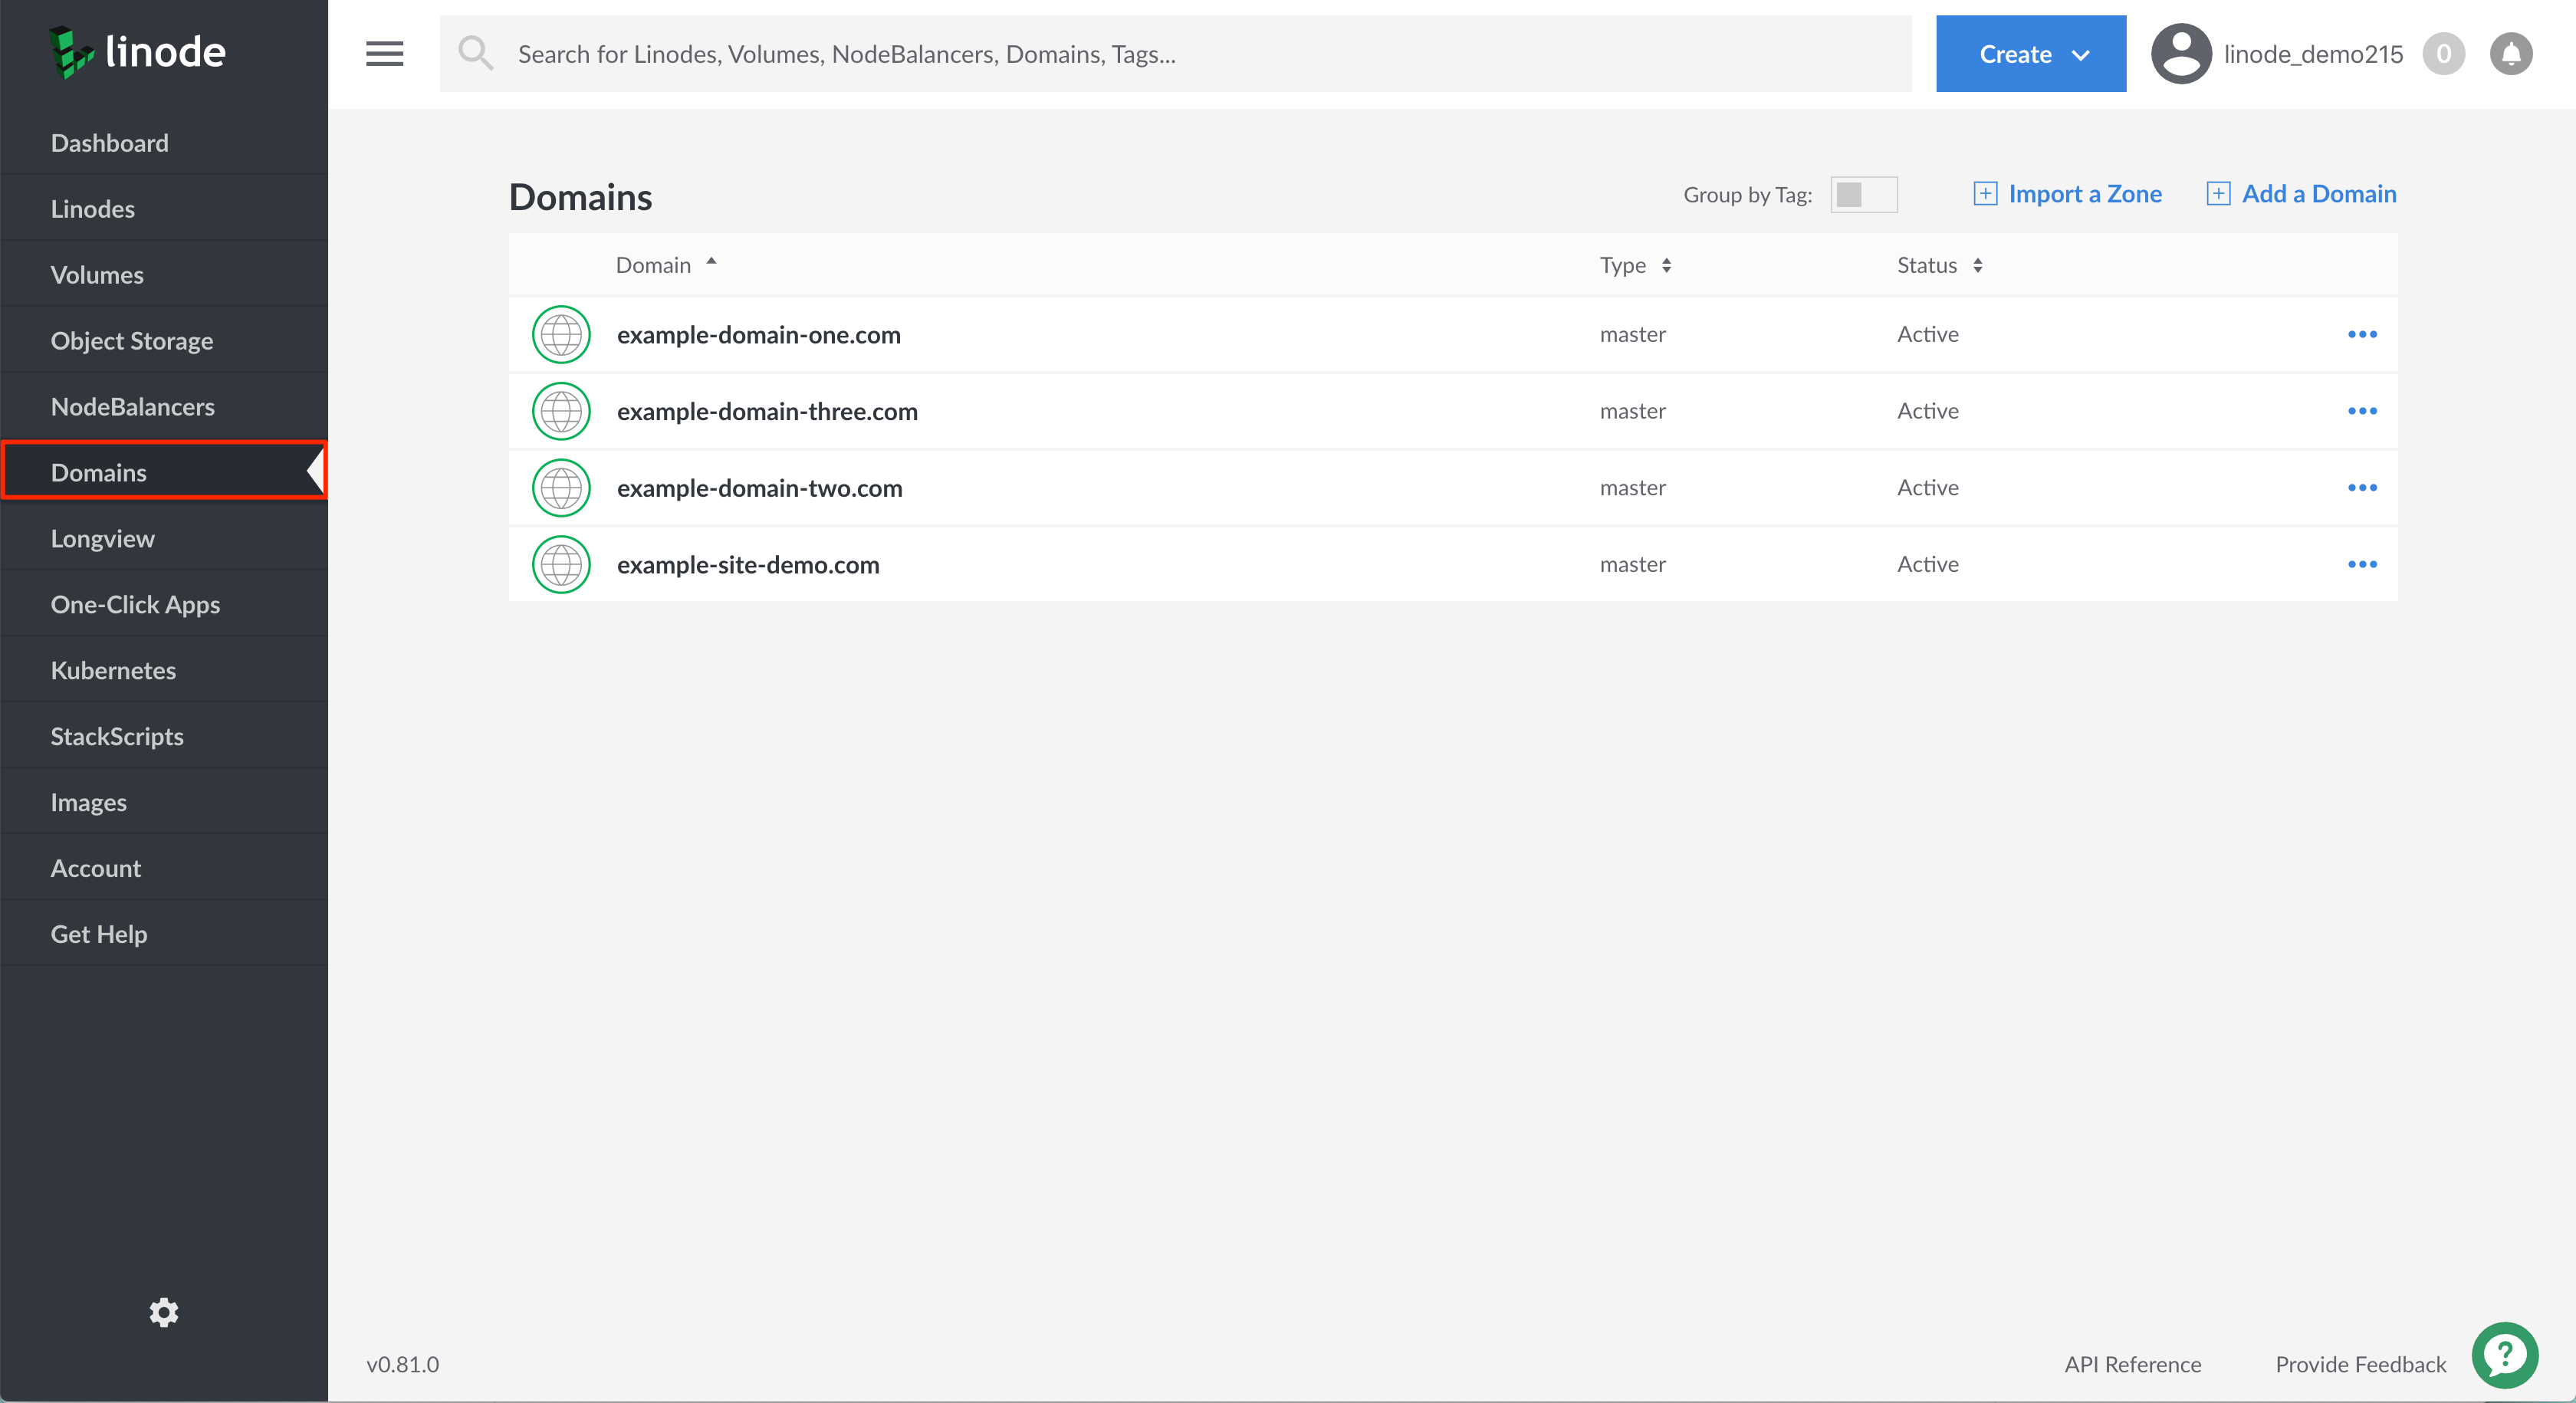 linode
Search for Linodes, Volumes, NodeBalancers, Domains, Tags...
Create
linode_demo215
0
Dashboard
Linodes
Volumes
Object Storage
NodeBalancers
Domains
Longview
One-Click Apps
Kubernetes
StackScripts
Images
Account
Get Help
Domains
Group by Tag:
Import a Zone
Add a Domain
Domain Type Status
example-domain-one.com master Active
example-domain-three.com master Active
example-domain-two.com master Active
example-site-demo.com master Active
v0.81.0
API Reference
Provide Feedback
?